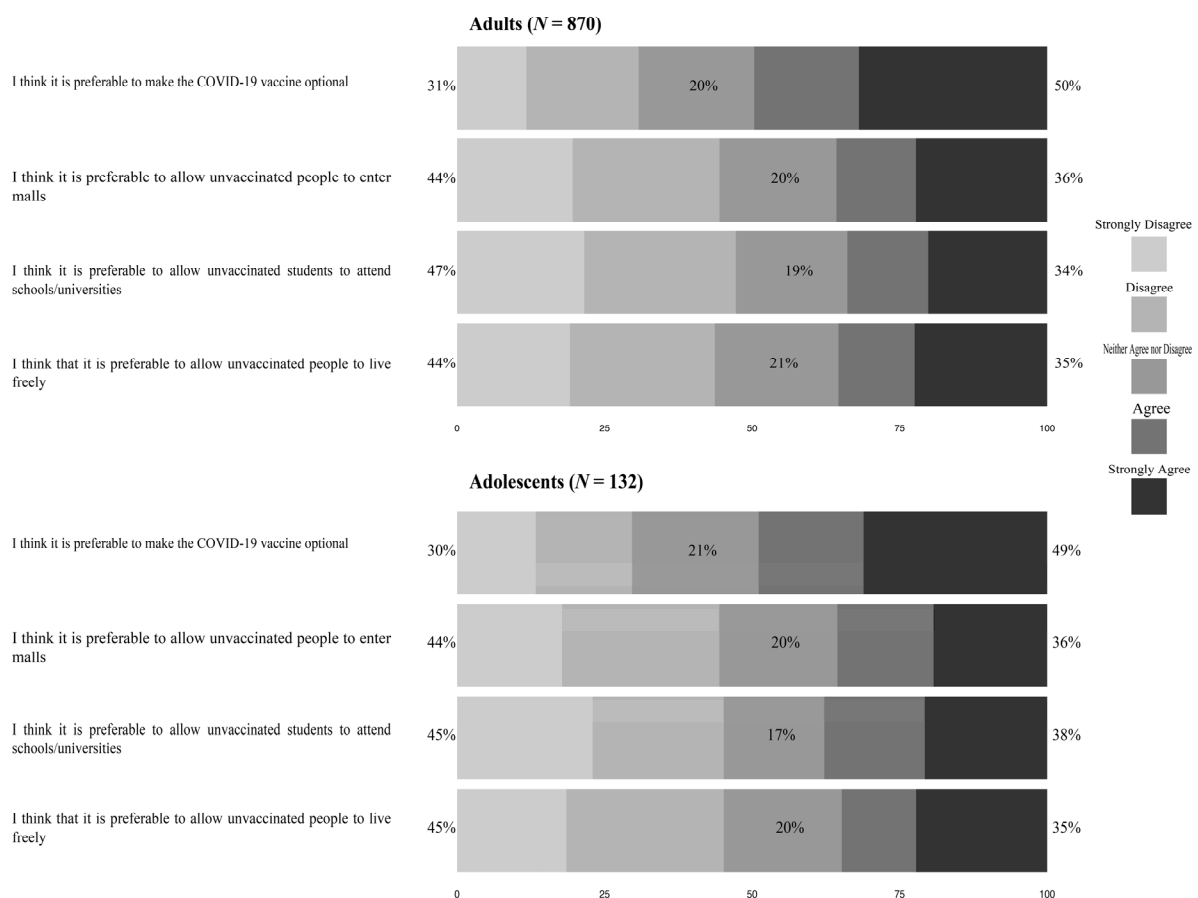 Adults (N = 870)
I think it is preferable to make the COVID-19 vaccine optional
31%
20%
50%
I think it is preferable to allow unvaccinated people to enter
malls
44%
20%
36%
I think it is preferable to allow unvaccinated students to attend
schools/universities
47%
19%
34%
I think that it is preferable to allow unvaccinated people to live
freely
44%
21%
35%
0 25 50 75 100
Strongly Disagree
Disagree
Neither Agree nor Disagree
Agree
Strongly Agree
Adolescents (N = 132)
I think it is preferable to make the COVID-19 vaccine optional
30%
21%
49%
I think it is preferable to allow unvaccinated people to enter
malls
44%
20%
36%
I think it is preferable to allow unvaccinated students to attend
schools/universities
45%
17%
38%
I think that it is preferable to allow unvaccinated people to live
freely
45%
20%
35%
0 25 50 75 100